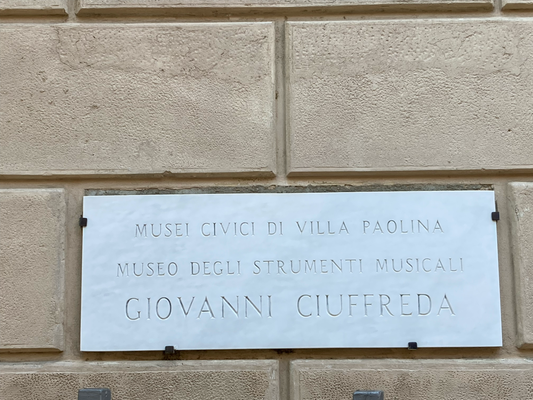 MUSEI CIVICI DI VILLA PAOLINA
MUSEO DEGLI STRUMENTI MUSICALI
GIOVANNI CIUFFREDA